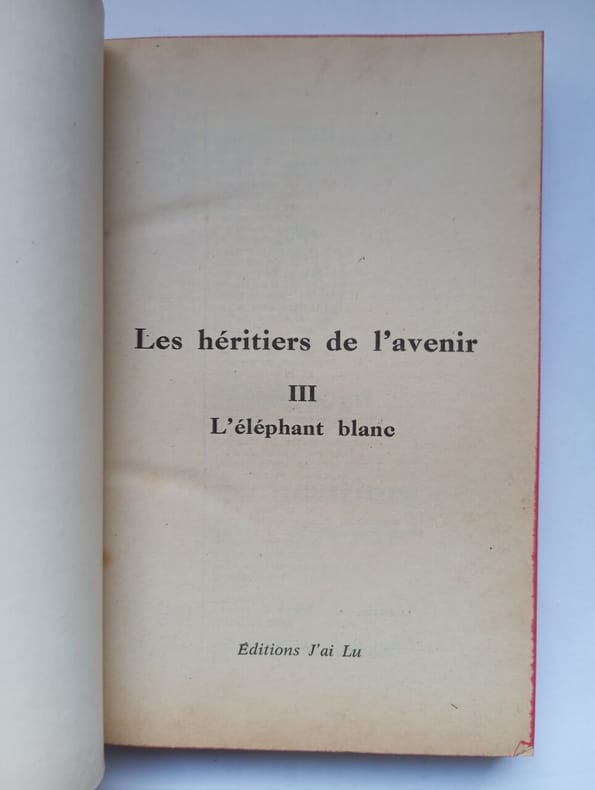 Les héritiers de l'avenir
III
L'éléphant blanc
Éditions J'ai Lu